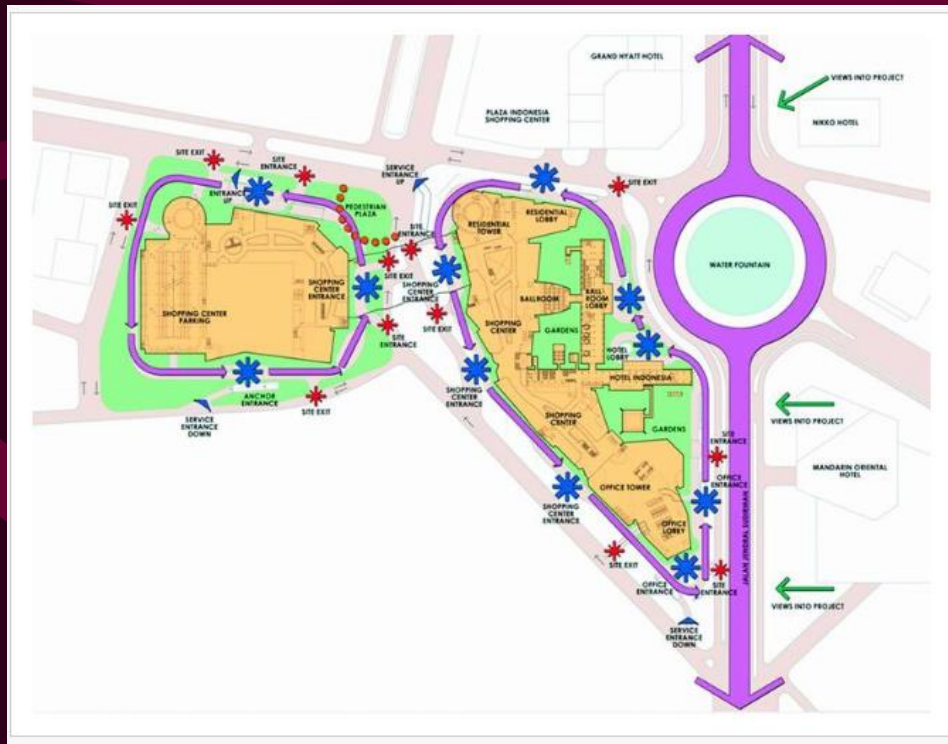 GRAND HYATT HOTEL
VIEWS INTO PROJECT
PLAZA INDONESIA
SHOPPING CENTER
NIKKO HOTEL
SITE EXIT
SITE
ENTRANCE
SERVICE
ENTRANCE
UP
SITE EXIT
ENTRANCE
UP
PEDESTRIAN
PLAZA
SITE EXIT
RESIDENTIAL
TOWER
RESIDENTIAL
LOBBY
SITE
ENTRANCE
SITE EXIT
SHOPPING
CENTER
ENTRANCE
SHOPPING
CENTER
ENTRANCE
BALLROOM
BALL-
ROOM
LOBBY
WATER FOUNTAIN
SHOPPING CENTER
PARKING
SITE EXIT
SHOPPING
CENTER
GARDENS
SITE
ENTRANCE
HOTEL
LOBBY
HOTEL INDONESIA
ANCHOR
ENTRANCE
SITE EXIT
SHOPPING
CENTER ENTRANCE
SERVICE
ENTRANCE
DOWN
SHOPPING
CENTER
GARDENS
SITE
ENTRANCE
VIEWS INTO PROJECT
MANDARIN ORIENTAL
HOTEL
OFFICE
ENTRANCE
OFFICE TOWER
SHOPPING
CENTER
ENTRANCE
OFFICE
LOBBY
JALAN JENDRAL SUDIRMAN
SITE EXIT
OFFICE
ENTRANCE
SITE
ENTRANCE
VIEWS INTO PROJECT
SERVICE
ENTRANCE
DOWN